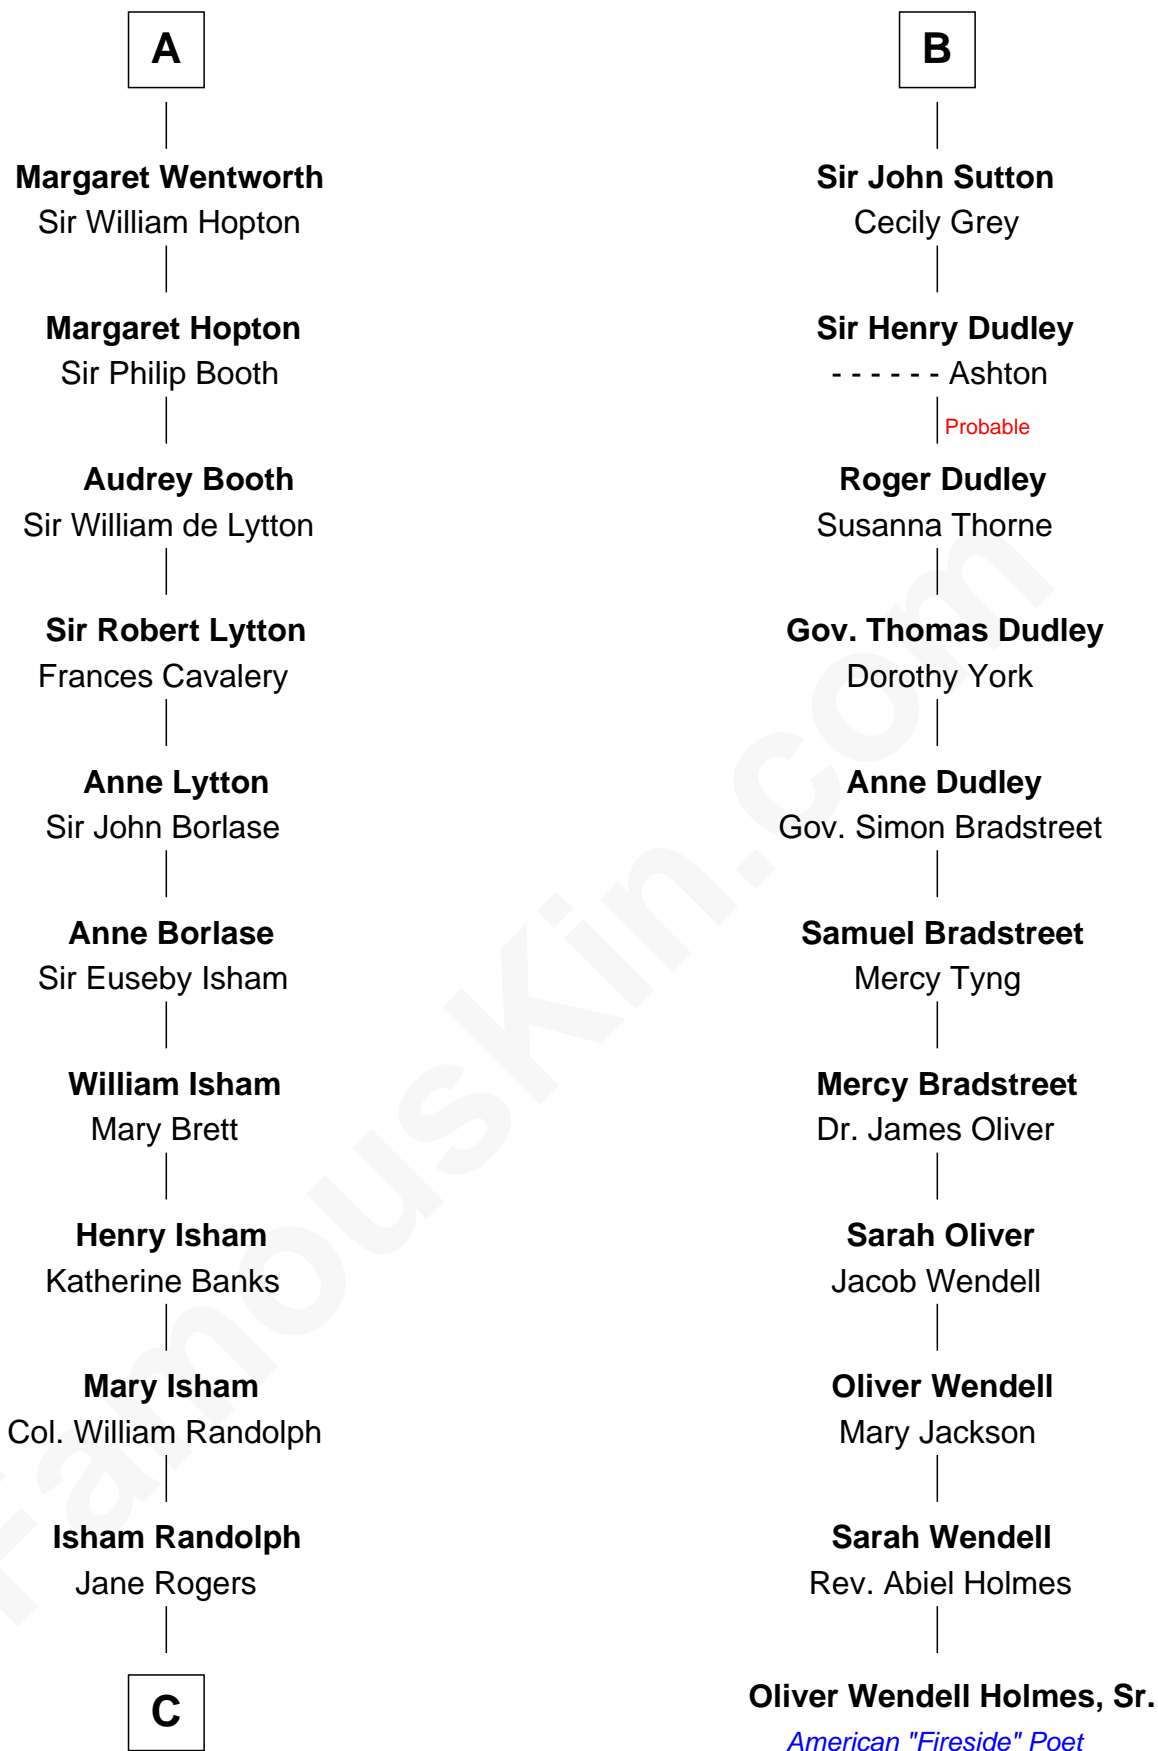 A
Margaret Wentworth
Sir William Hopton
Margaret Hopton
Sir Philip Booth
Audrey Booth
Sir William de Lytton
Sir Robert Lytton
Frances Cavalery
Anne Lytton
Sir John Borlase
Anne Borlase
Sir Euseby Isham
William Isham
Mary Brett
Henry Isham
Katherine Banks
Mary Isham
Col. William Randolph
Isham Randolph
Jane Rogers
C
B
Sir John Sutton
Cecily Grey
Sir Henry Dudley
- - - - - - Ashton
Probable
Roger Dudley
Susanna Thorne
Gov. Thomas Dudley
Dorothy York
Anne Dudley
Gov. Simon Bradstreet
Samuel Bradstreet
Mercy Tyng
Mercy Bradstreet
Dr. James Oliver
Sarah Oliver
Jacob Wendell
Oliver Wendell
Mary Jackson
Sarah Wendell
Rev. Abiel Holmes
Oliver Wendell Holmes, Sr.
American "Fireside" Poet
FamousKin.com